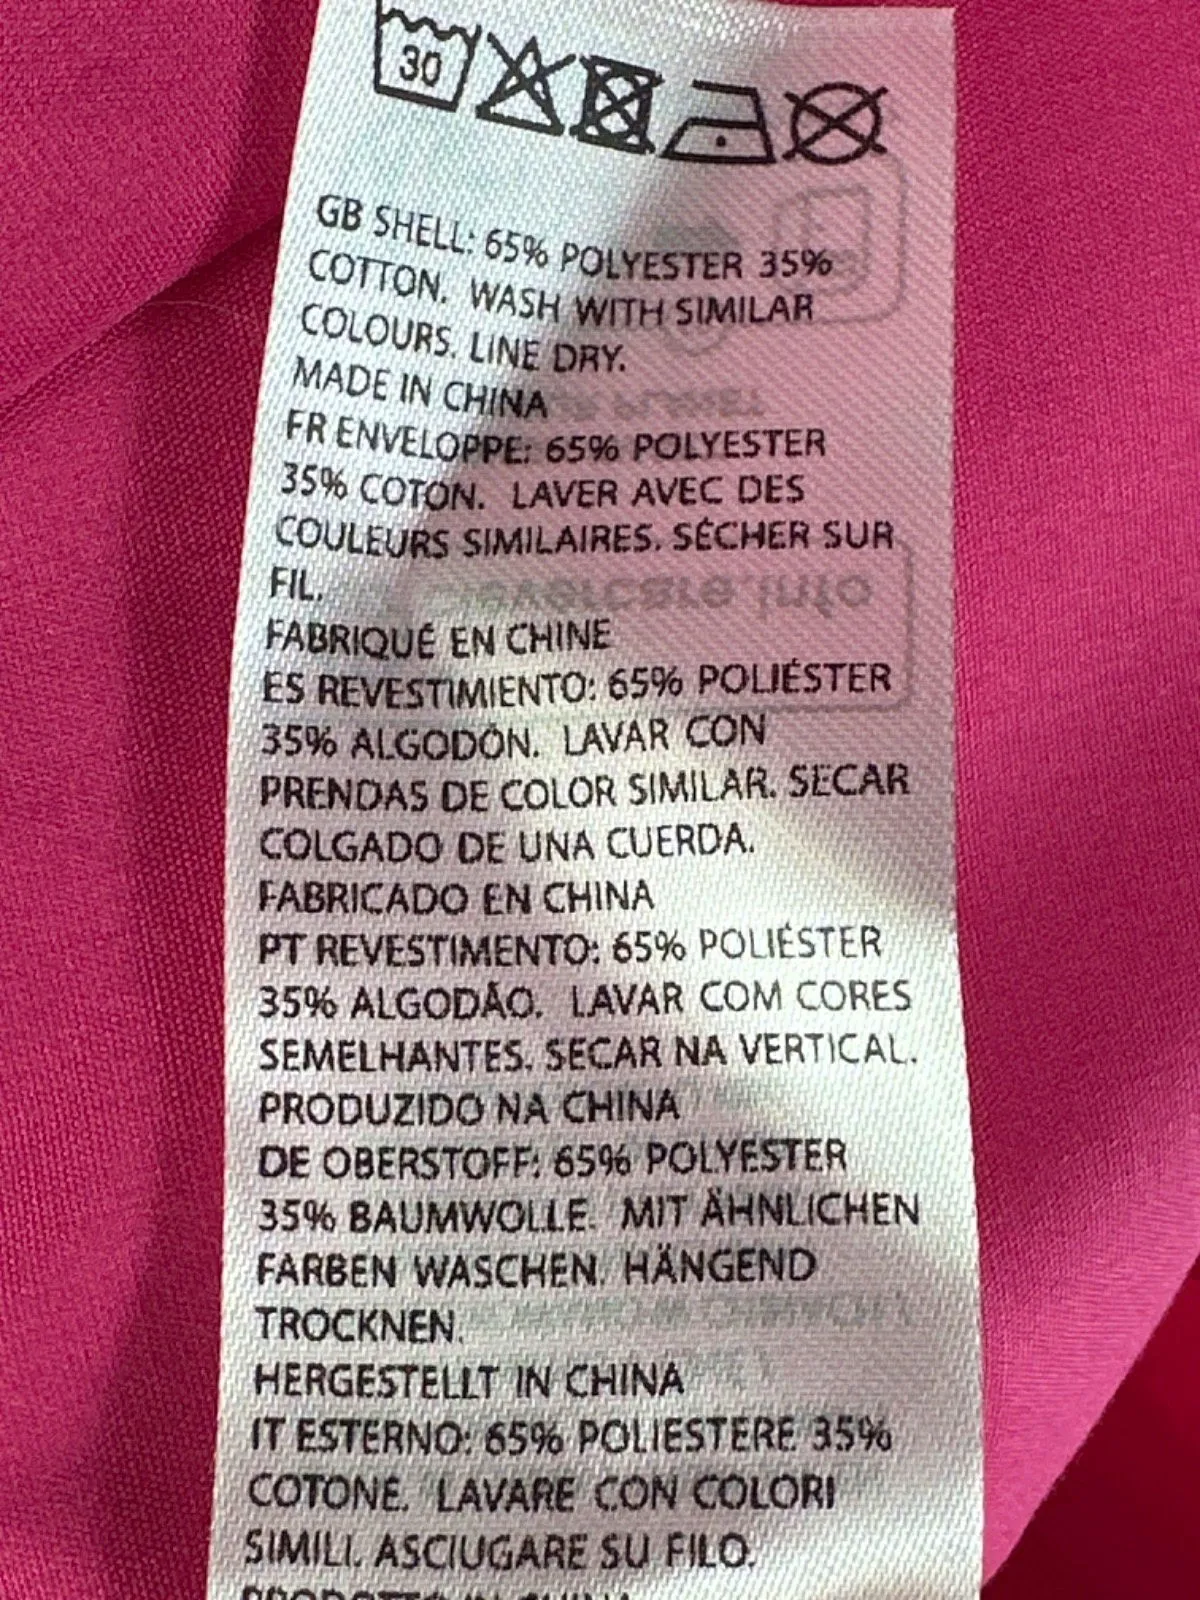 30
GB SHELL: 65% POLYESTER 35%
COTTON. WASH WITH SIMILAR
COLOURS. LINE DRY.
MADE IN CHINA
FR ENVELOPPE: 65% POLYESTER
35% COTON. LAVER AVEC DES
COULEURS SIMILAIRES. SÉCHER SUR
FIL.
FABRIQUÉ EN CHINE
ES REVESTIMIENTO: 65% POLIÉSTER
35% ALGODÓN. LAVAR CON
PRENDAS DE COLOR SIMILAR. SECAR
COLGADO DE UNA CUERDA.
FABRICADO EN CHINA
PT REVESTIMENTO: 65% POLIÉSTER
35% ALGODÃO. LAVAR COM CORES
SEMELHANTES. SECAR NA VERTICAL.
PRODUZIDO NA CHINA
DE OBERSTOFF: 65% POLYESTER
35% BAUMWOLLE. MIT ÄHNLICHEN
FARBEN WASCHEN. HÄNGEND
TROCKNEN.
HERGESTELLT IN CHINA
IT ESTERNO: 65% POLIESTERE 35%
COTONE. LAVARE CON COLORI
SIMILI. ASCIUGARE SU FILO.
PRODOTTO IN CHINA